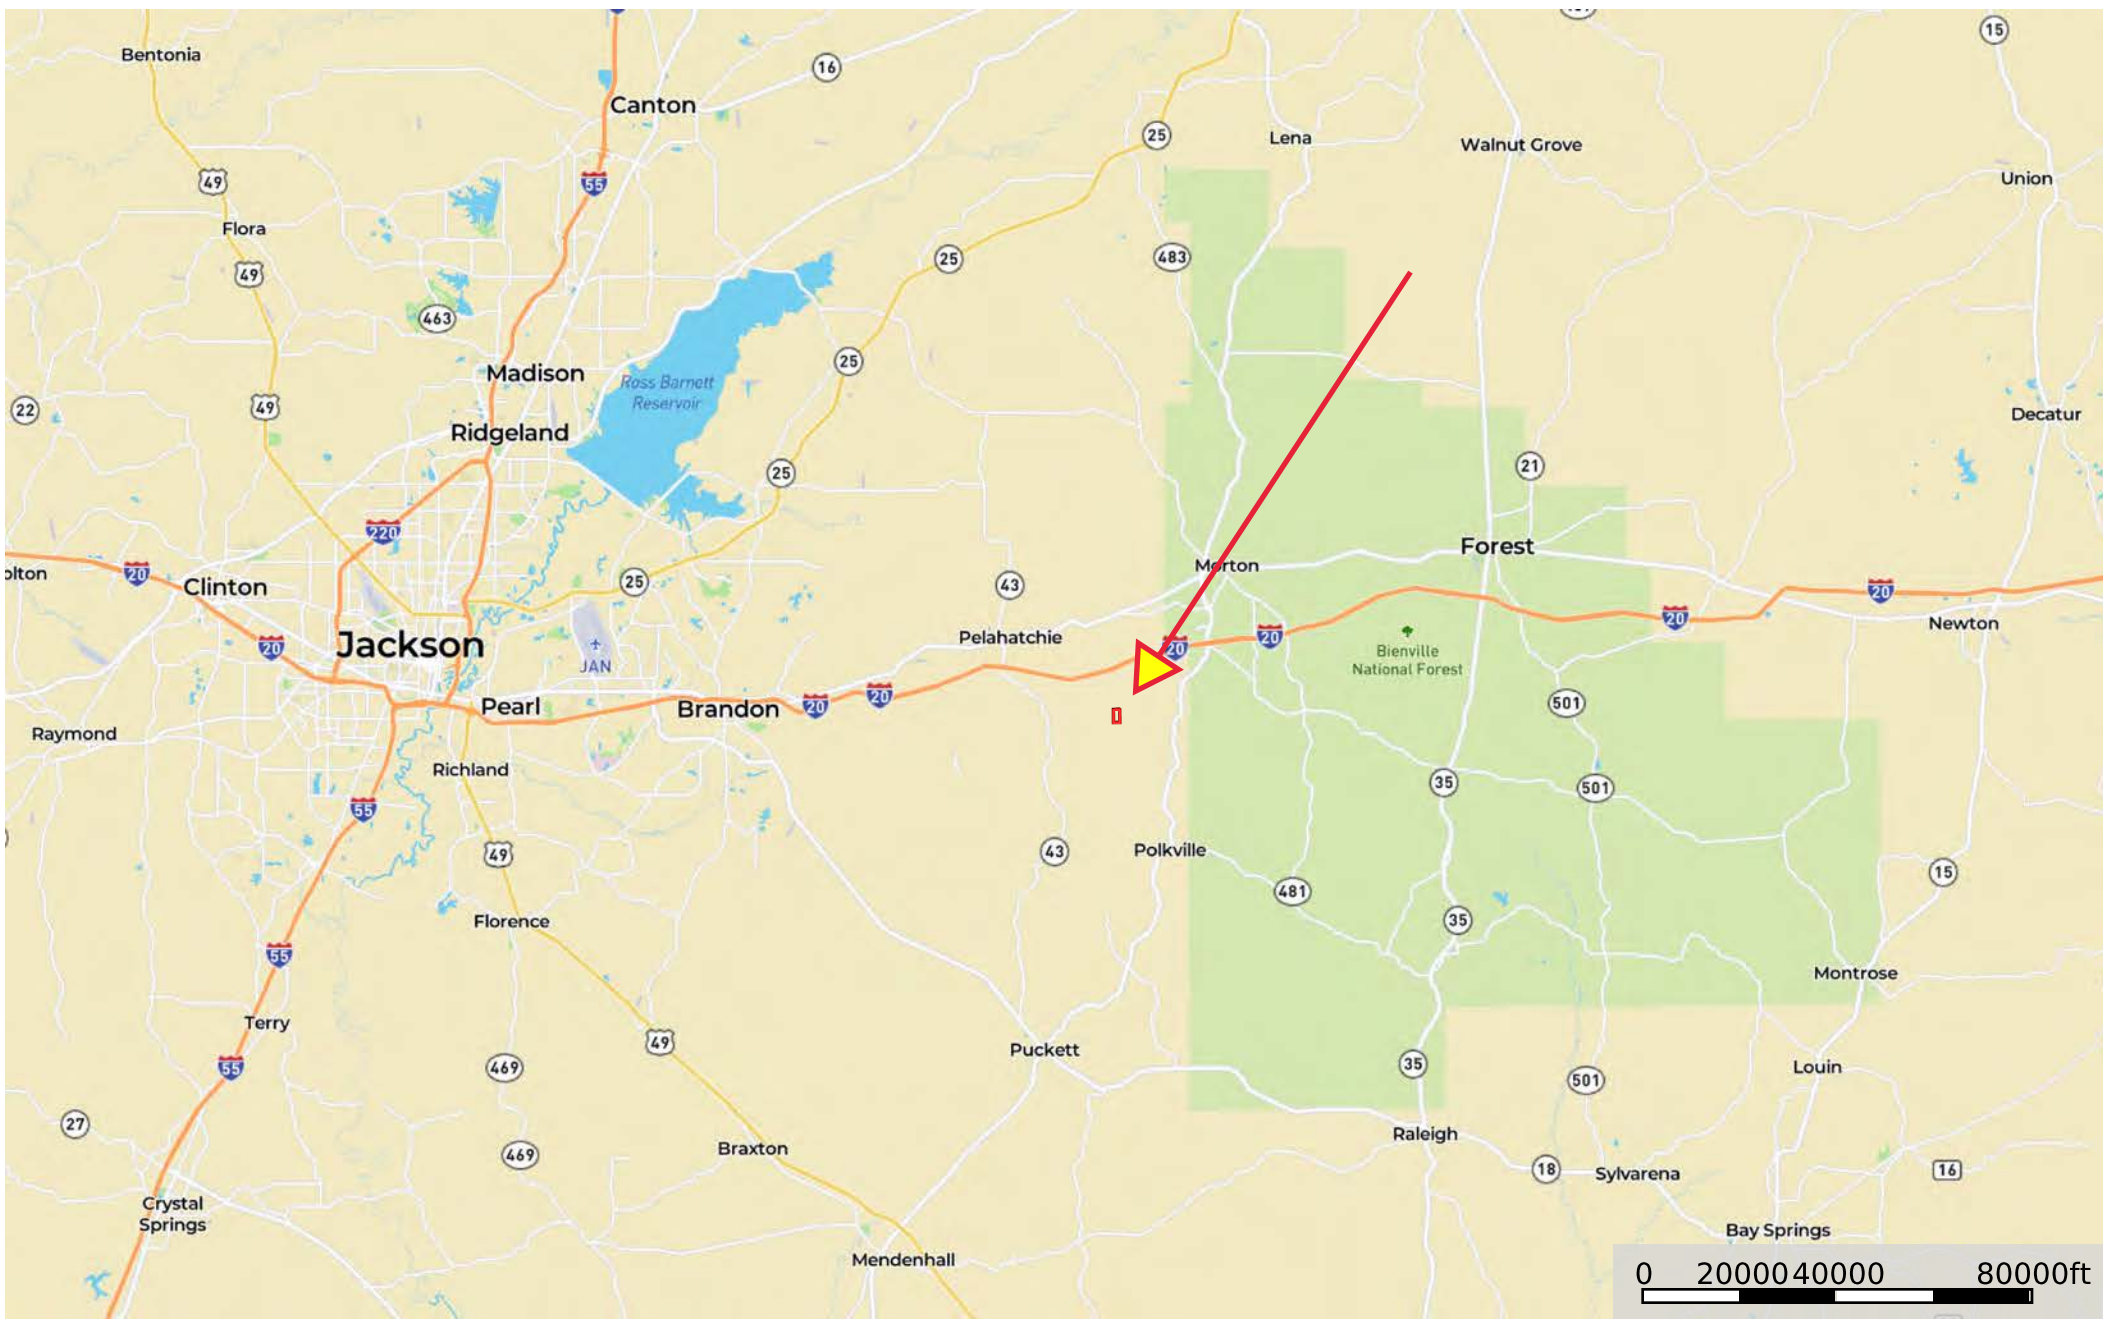 Bentonia
16
15
Canton
25
Lena
Walnut Grove
49
55
Union
Flora
25
483
49
463
25
Madison
Ross Barnett
Reservoir
22
49
Decatur
Ridgeland
21
25
220
Forest
Morton
20
olton
Clinton
25
43
20
20
Newton
20
Pelahatchie
20
20
Jackson
JAN
Bienville
National Forest
501
Pearl
Brandon
20
20
Raymond
Richland
35
501
55
49
43
Polkville
15
481
Florence
35
55
Montrose
Terry
49
Puckett
35
469
55
Louin
501
27
Raleigh
Braxton
469
18
Sylvarena
16
Crystal
Springs
Bay Springs
Mendenhall
0 20000 40000 80000ft